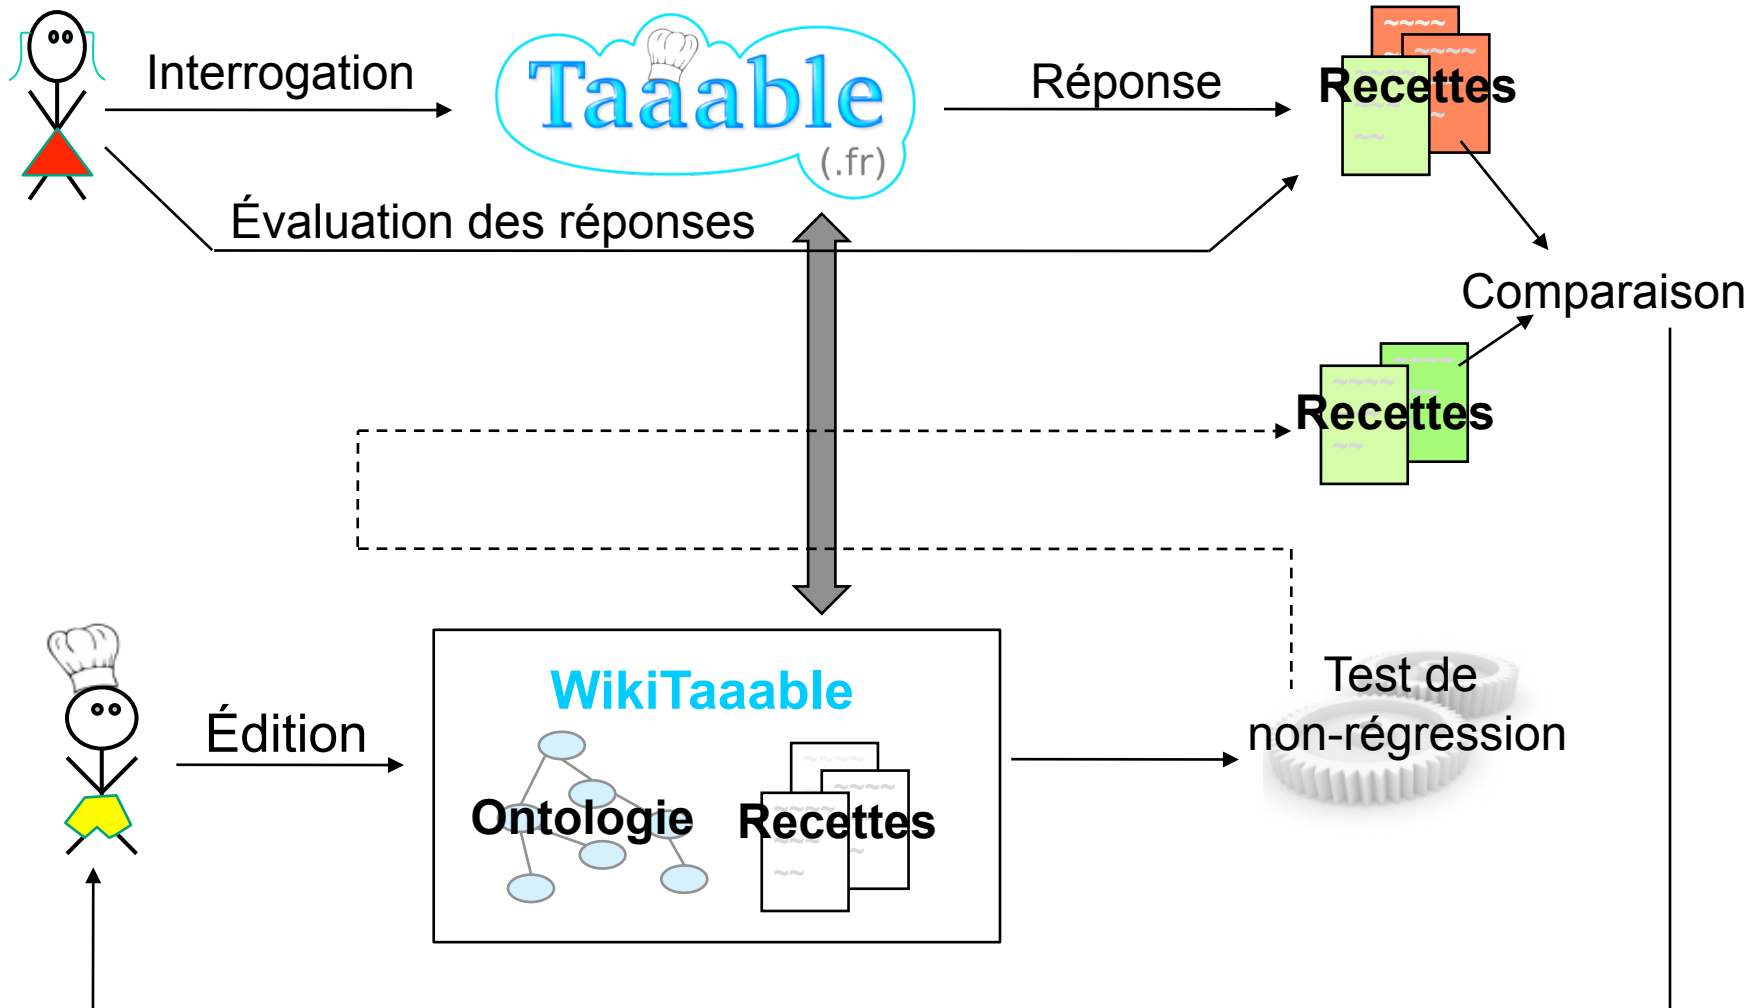 Interrogation
Taaable
(.fr)
Réponse
Recettes
Évaluation des réponses
Comparaison
Recettes
WikiTaaable
Édition
Ontologie
Recettes
Test de
non-régression